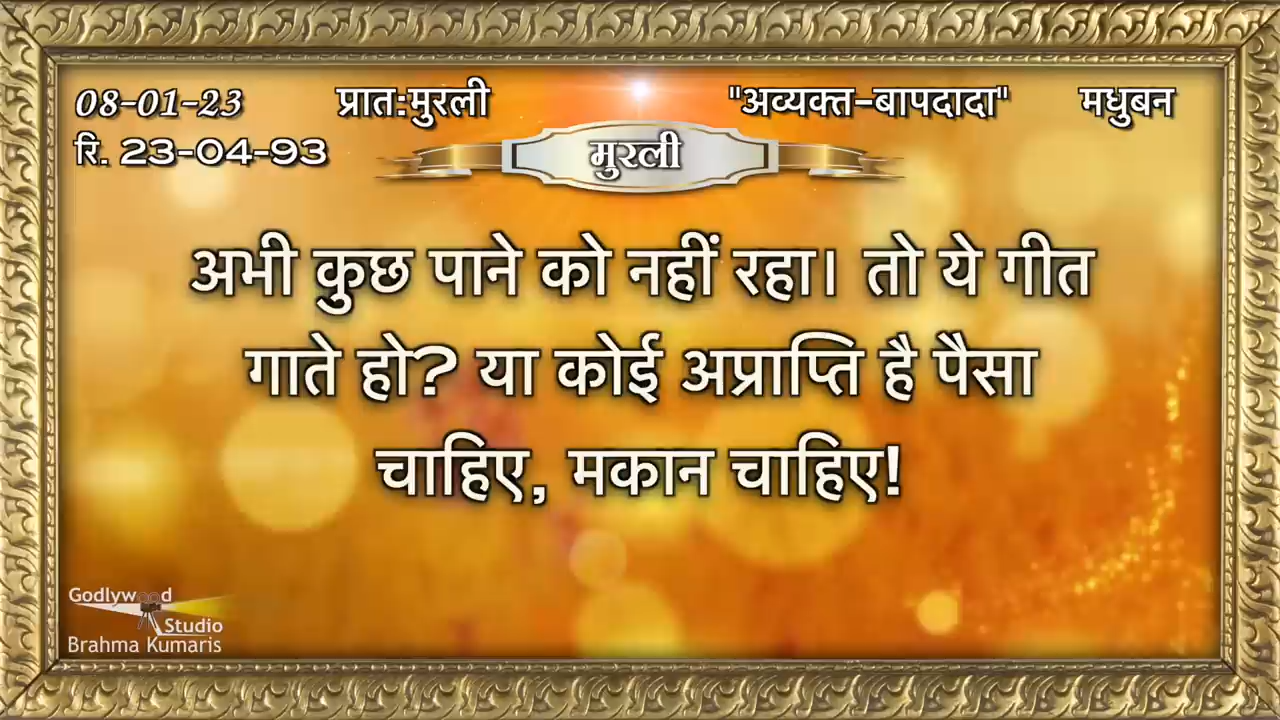 08-01-23 प्रात:मुरली "अव्यक्त-बापदादा" मधुबन
रि. 23-04-93
मुरली
अभी कुछ पाने को नहीं रहा। तो ये गीत
गाते हो? या कोई अप्राप्ति है पैसा
चाहिए, मकान चाहिए!
Godlywood
Studio
Brahma Kumaris